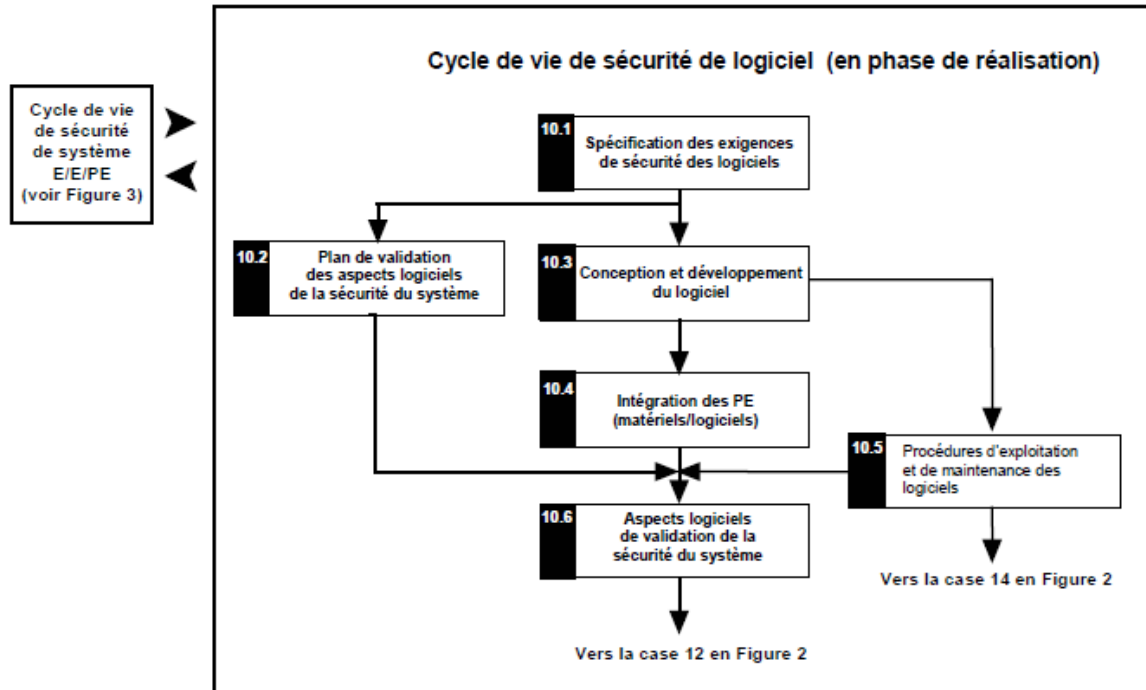 Cycle de vie de sécurité de logiciel (en phase de réalisation)
Cycle de vie
de sécurité
de système
E/E/PE
(voir Figure 3)
10.1
Spécification des exigences
de sécurité des logiciels
10.2
Plan de validation
des aspects logiciels
de la sécurité du système
10.3
Conception et développement
du logiciel
10.4
Intégration des PE
(matériels/logiciels)
10.5
Procédures d'exploitation
et de maintenance des
logiciels
10.6
Aspects logiciels
de validation de la
sécurité du système
Vers la case 14 en Figure 2
Vers la case 12 en Figure 2